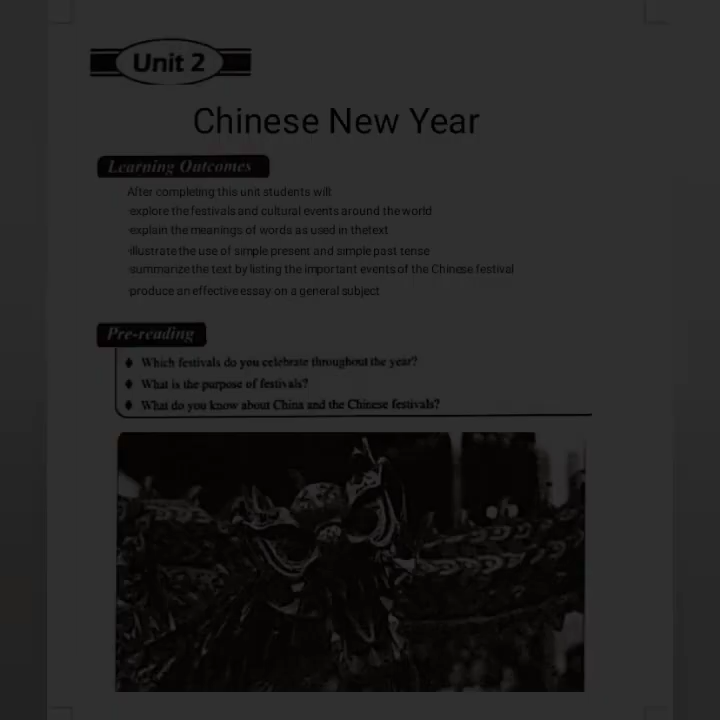 Unit 2
Chinese New Year
Learning Outcomes
After completing this unit students will:
·explore the festivals and cultural events around the world
·explain the meanings of words as used in thetext
·illustrate the use of simple present and simple past tense
·summarize the text by listing the important events of the Chinese festival
·produce an effective essay on a general subject
Pre-reading
♦ Which festivals do you celebrate throughout the year?
♦ What is the purpose of festivals?
♦ What do you know about China and the Chinese festivals?